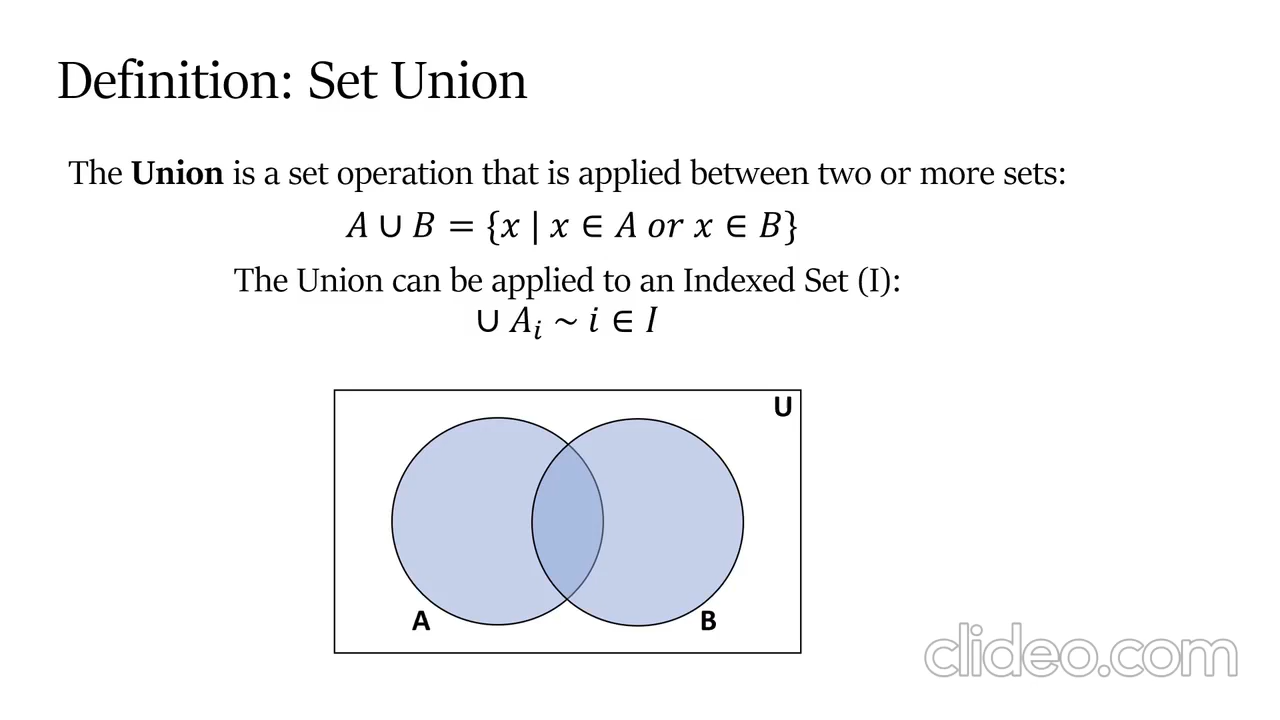 Definition: Set Union
The Union is a set operation that is applied between two or more sets:
A ∪ B = {x | x ∈ A or x ∈ B}
The Union can be applied to an Indexed Set (I):
∪ Aᵢ ~ i ∈ I
U
A
B
clideo.com